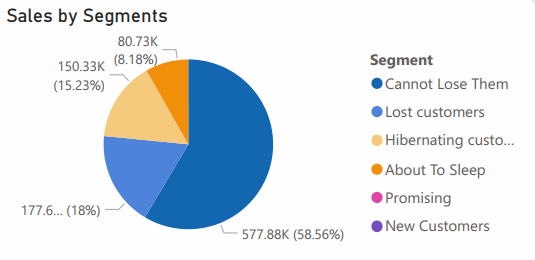 Sales by Segments
80.73K
(8.18%)
150.33K
(15.23%)
177.6... (18%)
577.88K (58.56%)
Segment
Cannot Lose Them
Lost customers
Hibernating custo...
About To Sleep
Promising
New Customers